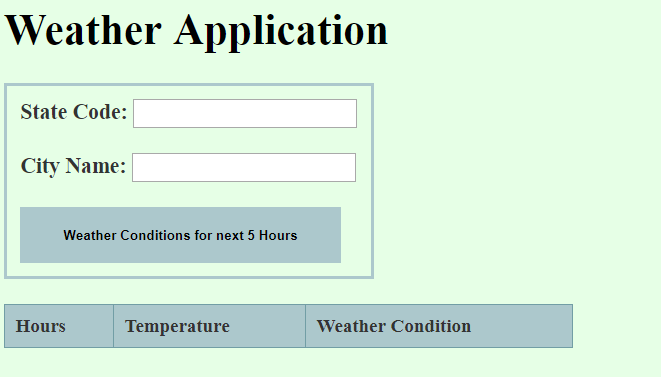 Weather Application
State Code:
City Name:
Weather Conditions for next 5 Hours
Hours Temperature Weather Condition